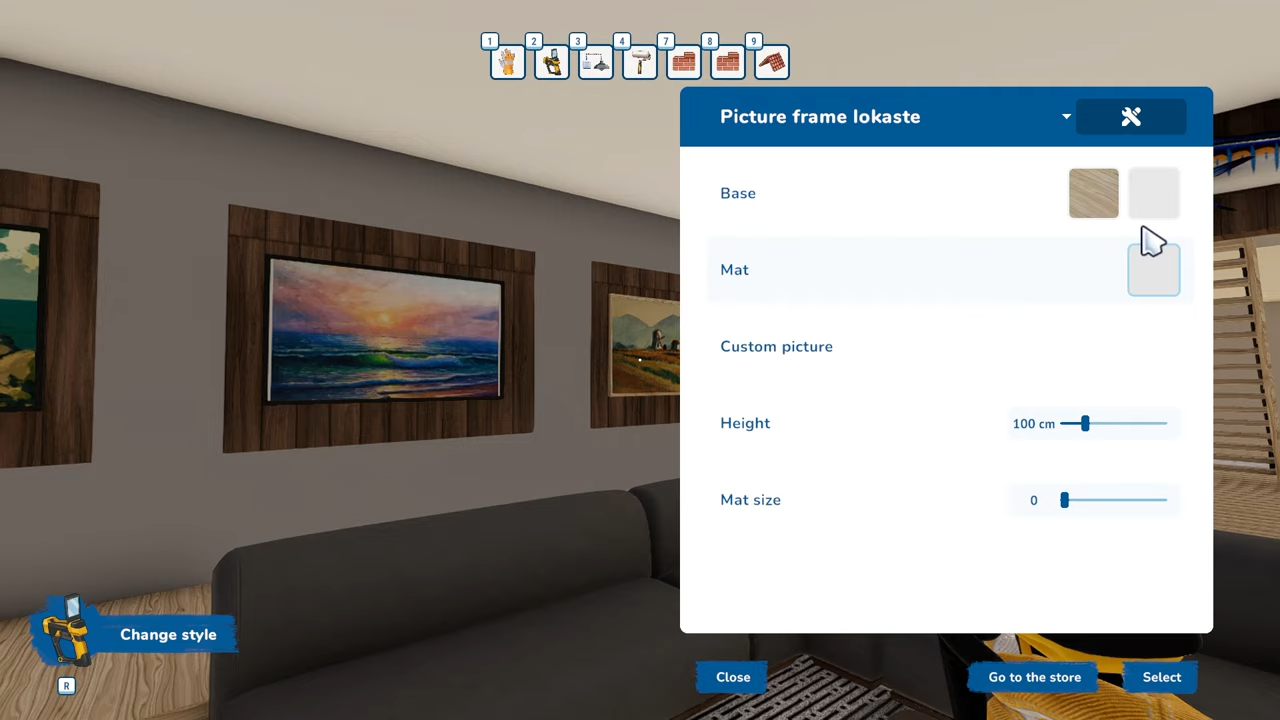 1 2 3 4 7 8 9
Picture frame lokaste
Base
Mat
Custom picture
Height 100 cm
Mat size 0
Change style
R
Close Go to the store Select